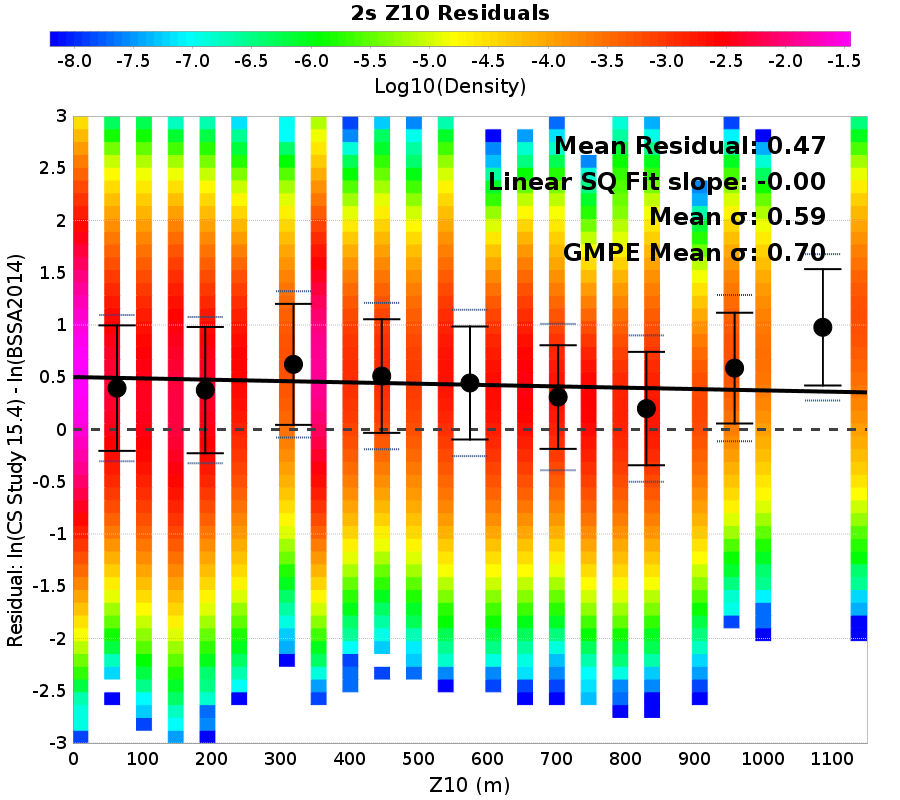 2s Z10 Residuals
-8.0 -7.5 -7.0 -6.5 -6.0 -5.5 -5.0 -4.5 -4.0 -3.5 -3.0 -2.5 -2.0 -1.5
Log10(Density)
Residual: ln(CS Study 15.4) - ln(BSSA2014)
3
2.5
2
1.5
1
0.5
0
-0.5
-1
-1.5
-2
-2.5
-3
Mean Residual: 0.47
Linear SQ Fit slope: -0.00
Mean σ: 0.59
GMPE Mean σ: 0.70
0 100 200 300 400 500 600 700 800 900 1000 1100
Z10 (m)